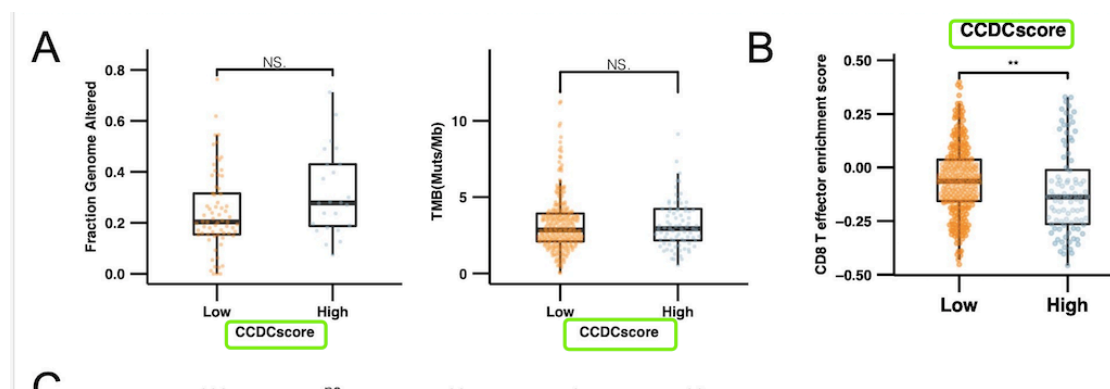 A
B
CCDCscore
NS.
NS.
**
Fraction Genome Altered
0.8
0.6
0.4
0.2
0.0
Low
High
CCDCscore
TMB(Muts/Mb)
10
5
0
Low
High
CCDCscore
CD8 T effector enrichment score
0.50
0.25
0.00
−0.25
−0.50
Low
High
C